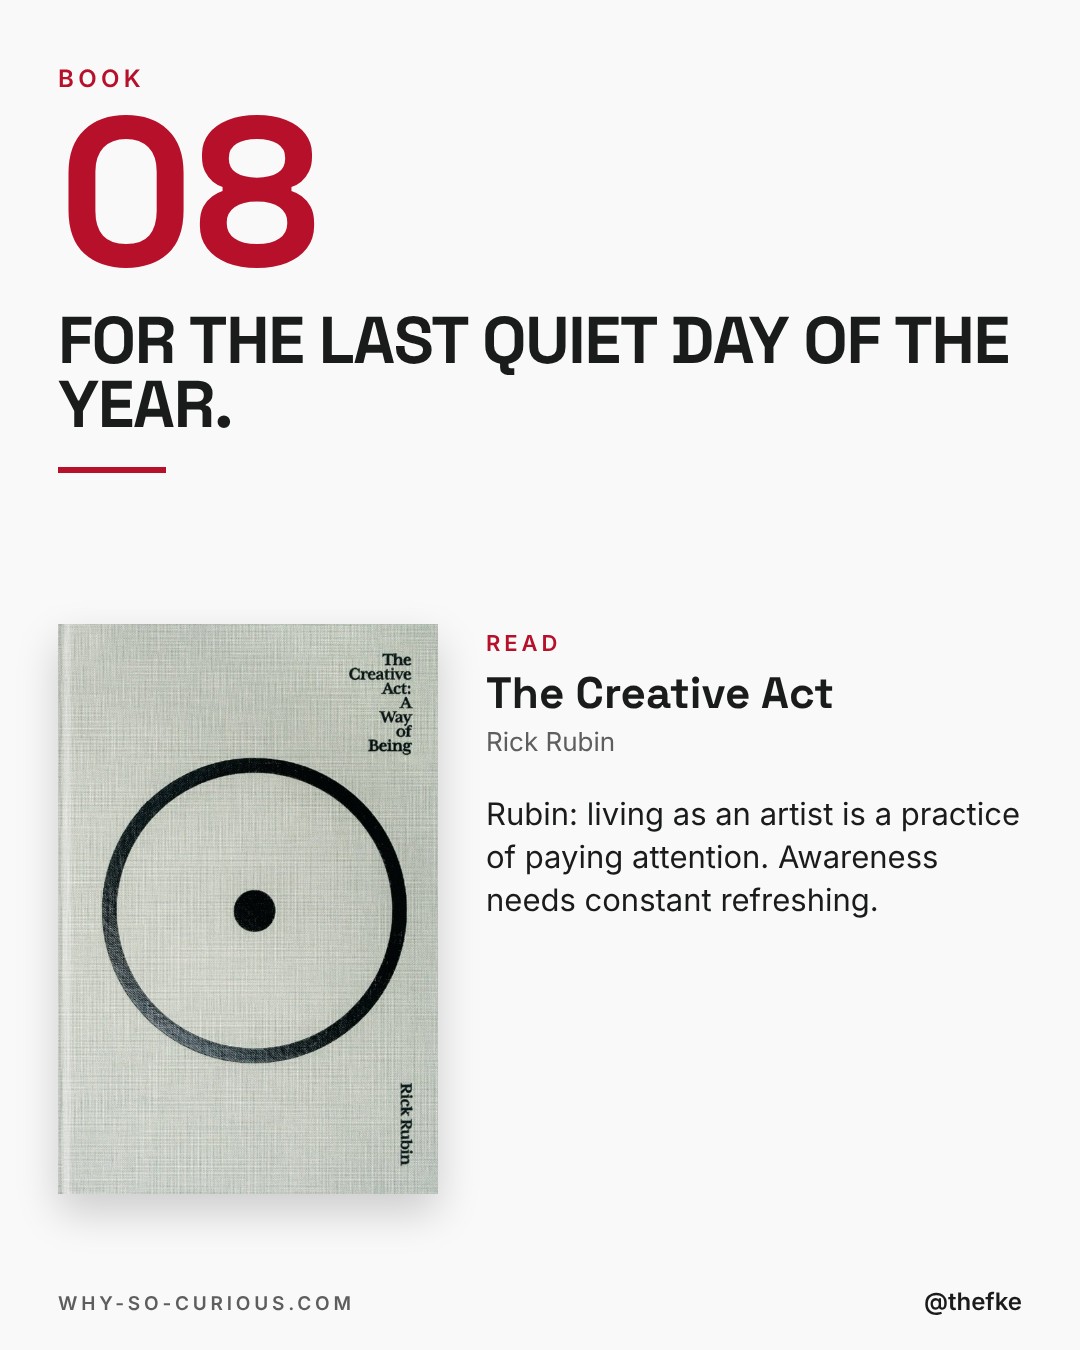 BOOK
08
FOR THE LAST QUIET DAY OF THE
YEAR.
The
Creative
Act:
A
Way
of
Being
Rick Rubin
READ
The Creative Act
Rick Rubin
Rubin: living as an artist is a practice
of paying attention. Awareness
needs constant refreshing.
WHY-SO-CURIOUS.COM
@thefke